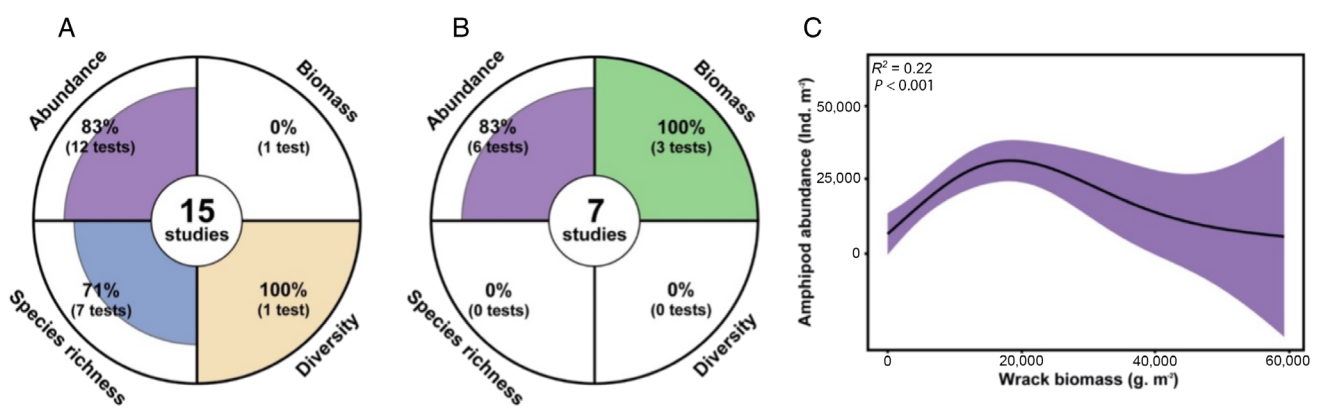 A
Abundance
Biomass
83%
(12 tests)
0%
(1 test)
15
studies
71%
(7 tests)
100%
(1 test)
Species richness
Diversity
B
Abundance
Biomass
83%
(6 tests)
100%
(3 tests)
7
studies
0%
(0 tests)
0%
(0 tests)
Species richness
Diversity
C
R² = 0.22
P < 0.001
Amphipod abundance (Ind. m⁻²)
50,000
25,000
0
0
20,000
40,000
60,000
Wrack biomass (g. m⁻²)